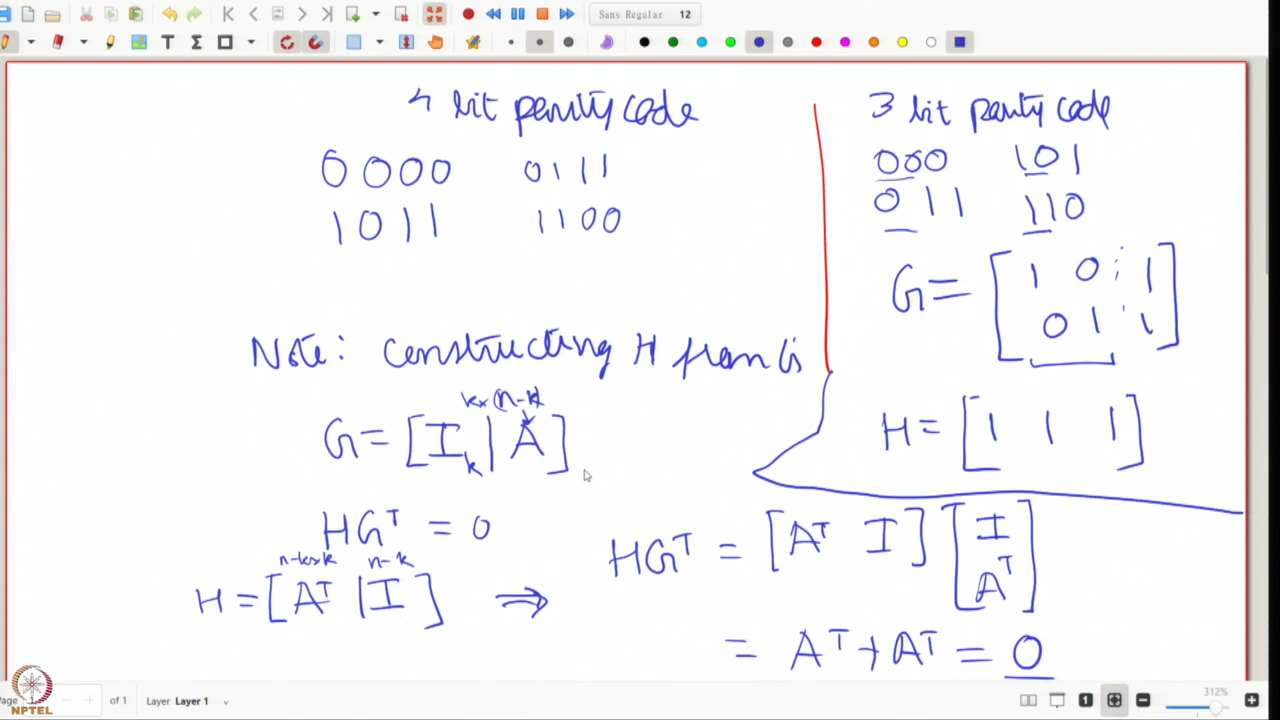 Sans Regular 12
4 bit parity code
0000 0111
1011 1100
Note: constructing H from G
k×(n-k)
G = [I_k | A]
HG^T = 0
n-k×k n-k
H = [A^T | I] ⇒
3 bit parity code
000 101
011 110
G = [1 0 ¦ 1
0 1 ¦ 1]
H = [1 1 1]
HG^T = [A^T I] [I
A^T]
= A^T + A^T = 0
NPTEL
Page 1 of 1 Layer Layer 1
312%